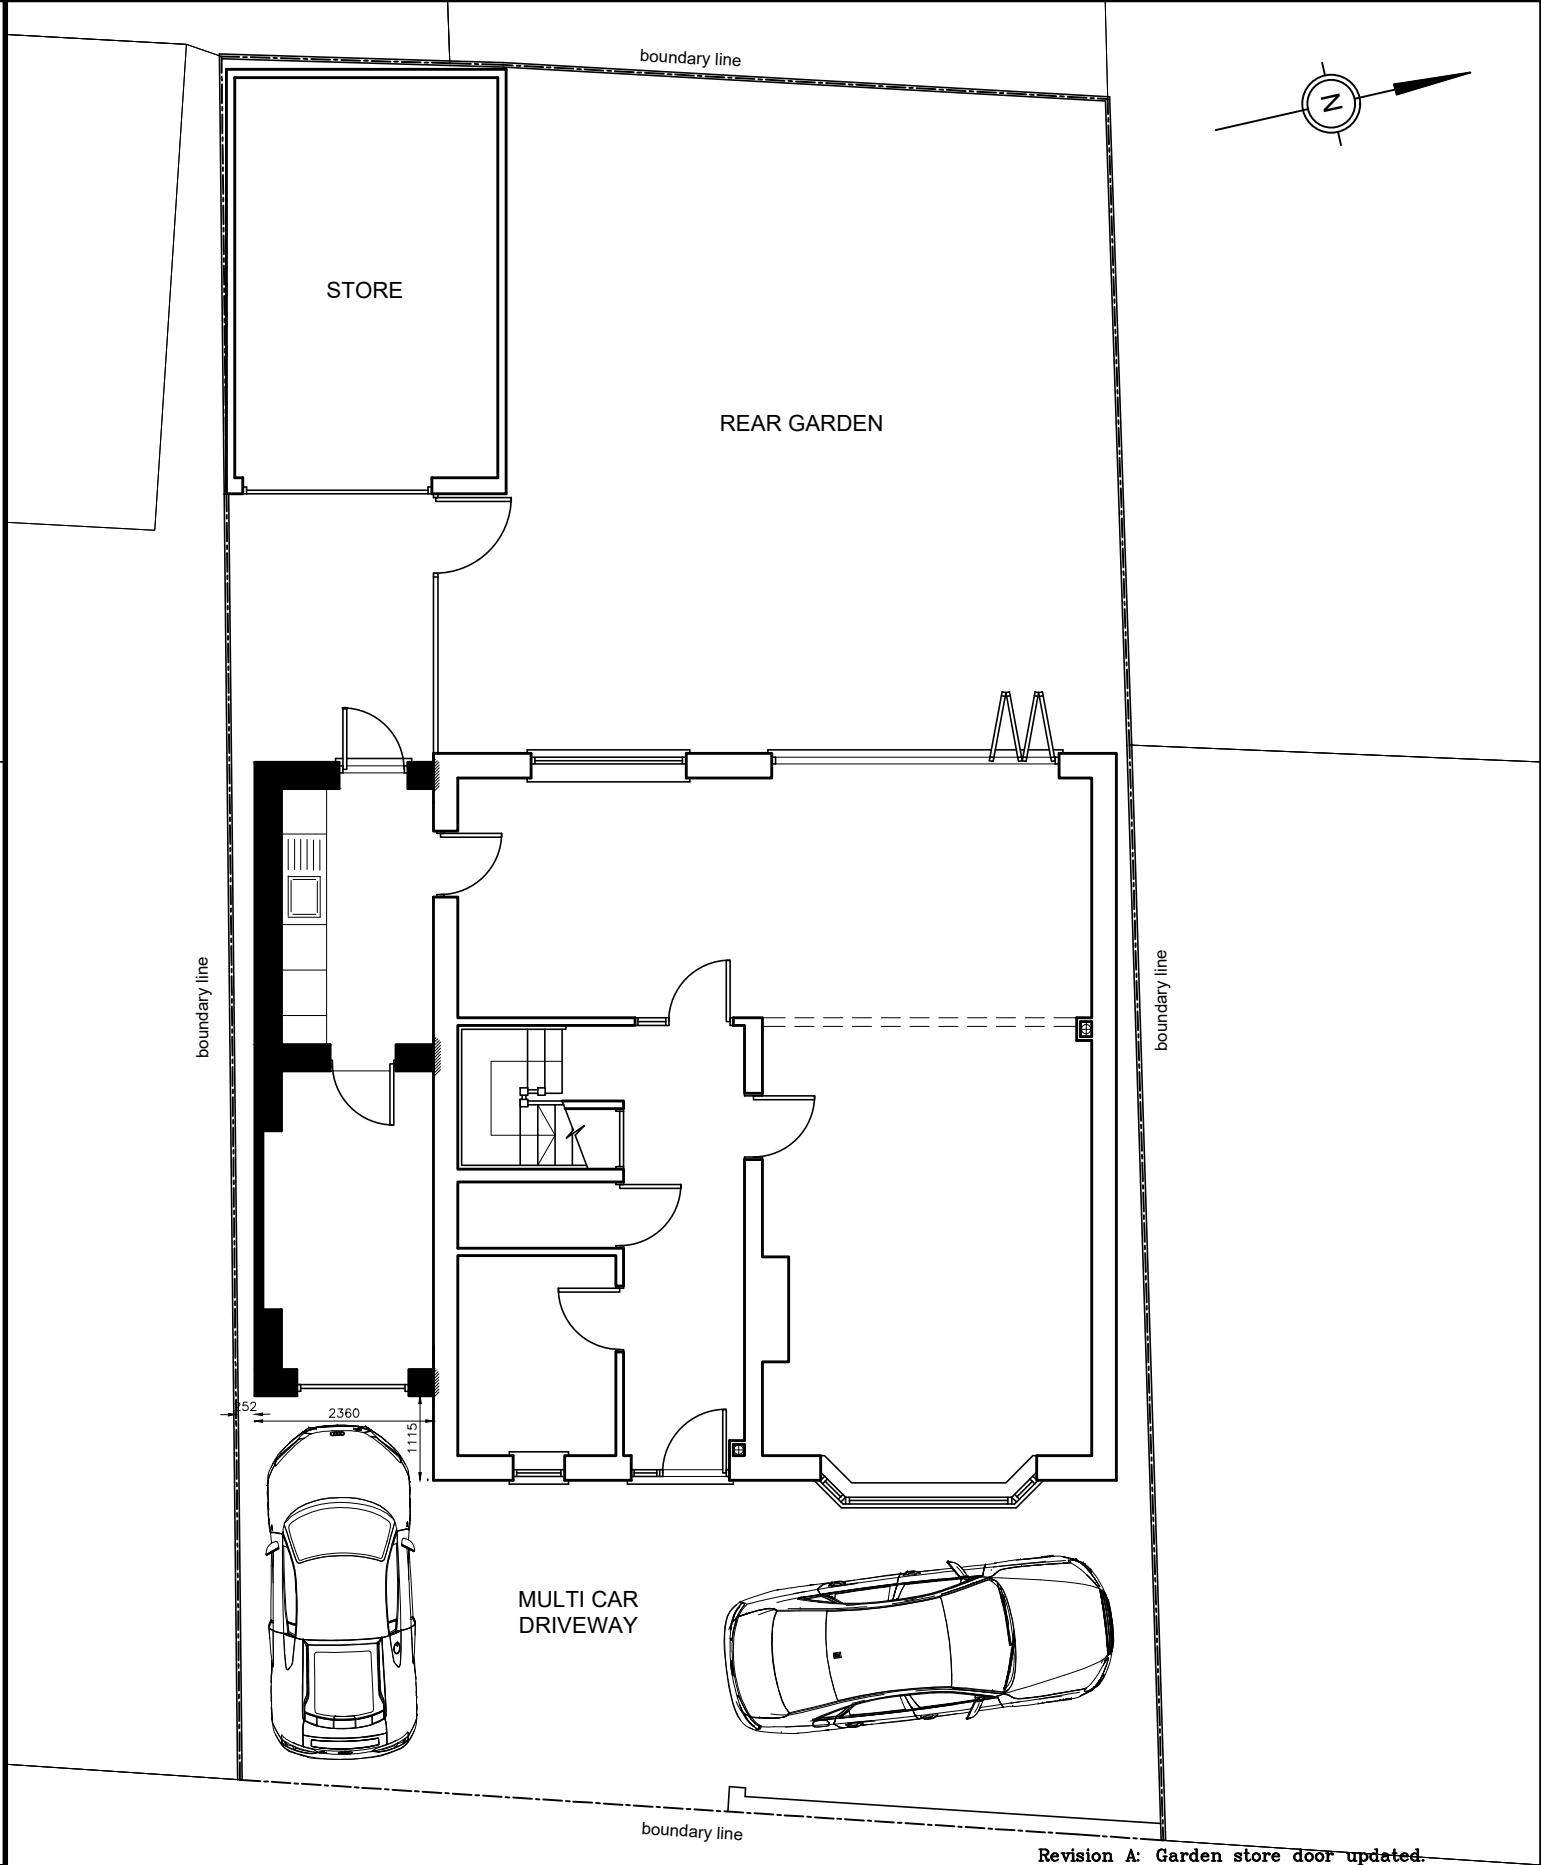 boundary line
N
STORE
REAR GARDEN
boundary line
boundary line
252
2360
1115
MULTI CAR
DRIVEWAY
boundary line
Revision A: Garden store door updated.